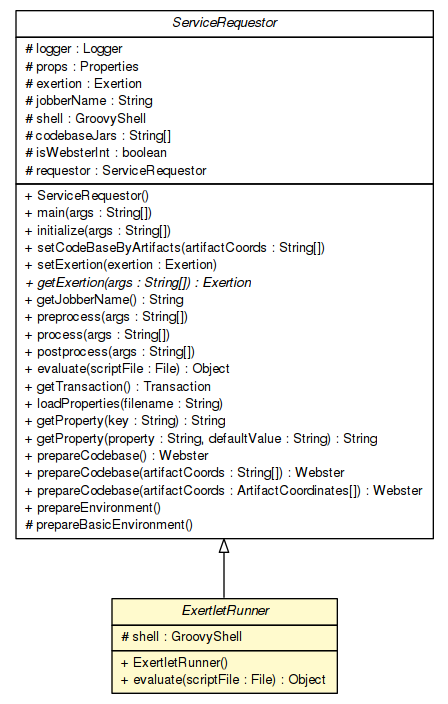 ServiceRequestor
# logger : Logger
# props : Properties
# exertion : Exertion
# jobberName : String
# shell : GroovyShell
# codebaseJars : String[]
# isWebsterInt : boolean
# requestor : ServiceRequestor
+ ServiceRequestor()
+ main(args : String[])
+ initialize(args : String[])
+ setCodeBaseByArtifacts(artifactCoords : String[])
+ setExertion(exertion : Exertion)
+ getExertion(args : String[]) : Exertion
+ getJobberName() : String
+ preprocess(args : String[])
+ process(args : String[])
+ postprocess(args : String[])
+ evaluate(scriptFile : File) : Object
+ getTransaction() : Transaction
+ loadProperties(filename : String)
+ getProperty(key : String) : String
+ getProperty(property : String, defaultValue : String) : String
+ prepareCodebase() : Webster
+ prepareCodebase(artifactCoords : String[]) : Webster
+ prepareCodebase(artifactCoords : ArtifactCoordinates[]) : Webster
+ prepareEnvironment()
# prepareBasicEnvironment()
ExertletRunner
# shell : GroovyShell
+ ExertletRunner()
+ evaluate(scriptFile : File) : Object